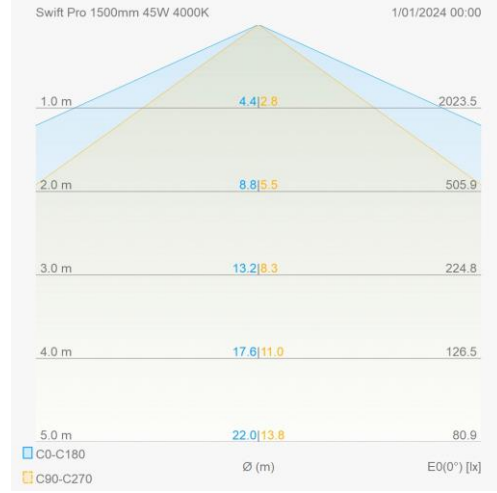 Swift Pro 1500mm 45W 4000K 1/01/2024 00:00
1.0 m 4.4|2.8 2023.5
2.0 m 8.8|5.5 505.9
3.0 m 13.2|8.3 224.8
4.0 m 17.6|11.0 126.5
5.0 m 22.0|13.8 80.9
C0-C180
Ø (m) E0(0°) [lx]
C90-C270